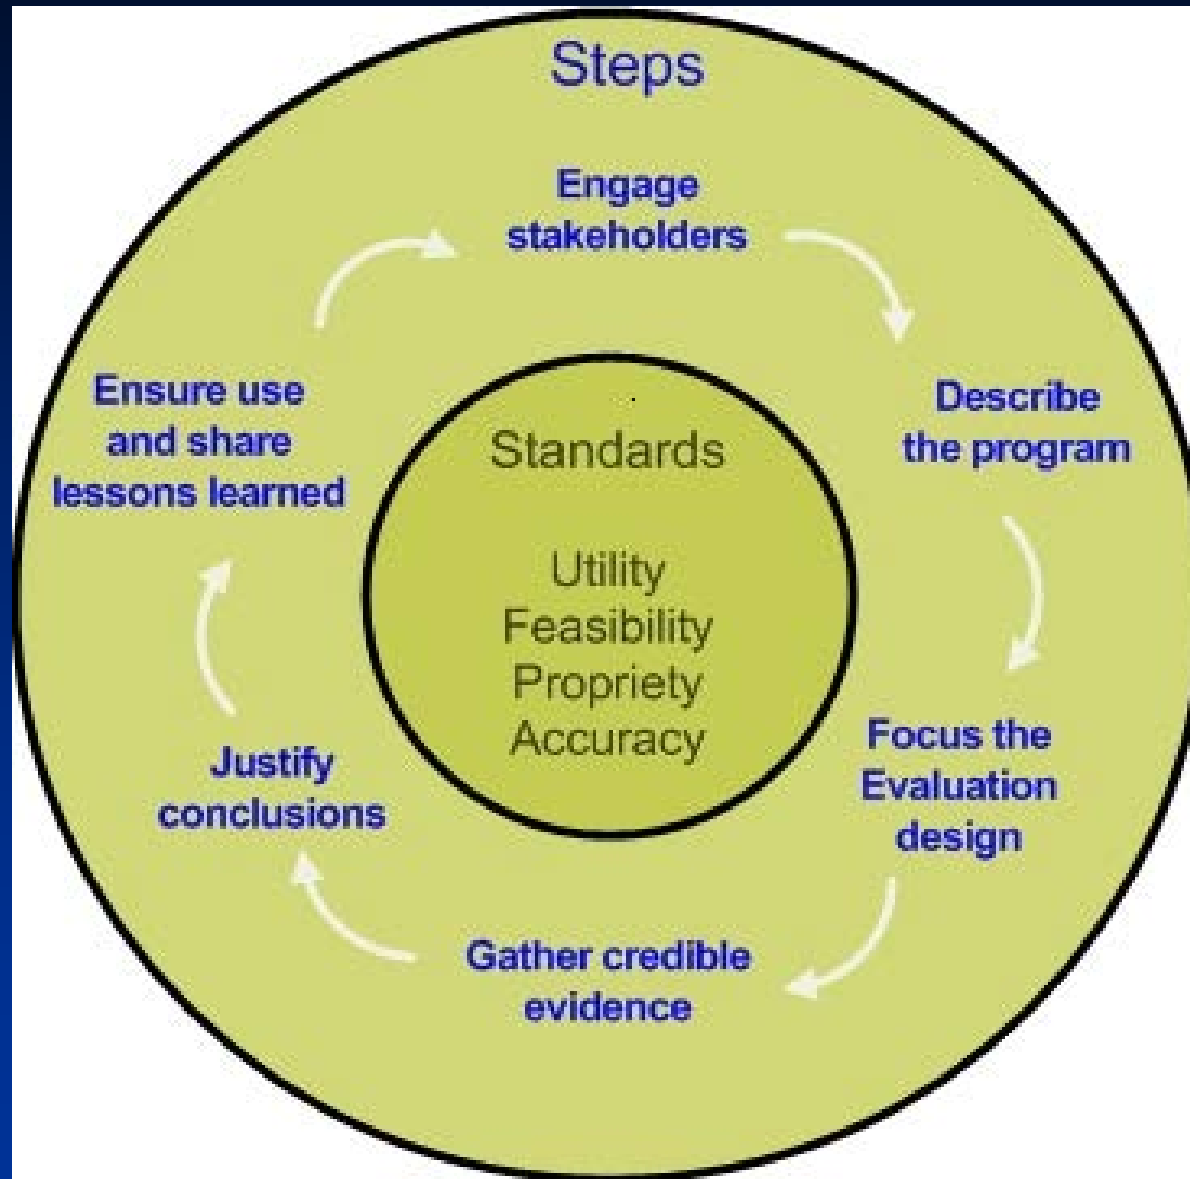 Steps
Engage
stakeholders
Describe
the program
Focus the
Evaluation
design
Gather credible
evidence
Justify
conclusions
Ensure use
and share
lessons learned
Standards
Utility
Feasibility
Propriety
Accuracy